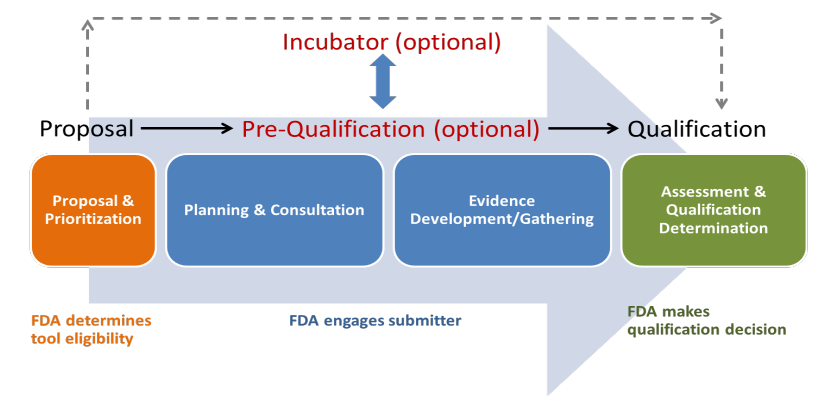 Incubator (optional)
Proposal
Pre-Qualification (optional)
Qualification
Proposal &
Prioritization
Planning & Consultation
Evidence
Development/Gathering
Assessment &
Qualification
Determination
FDA determines
tool eligibility
FDA engages submitter
FDA makes
qualification decision